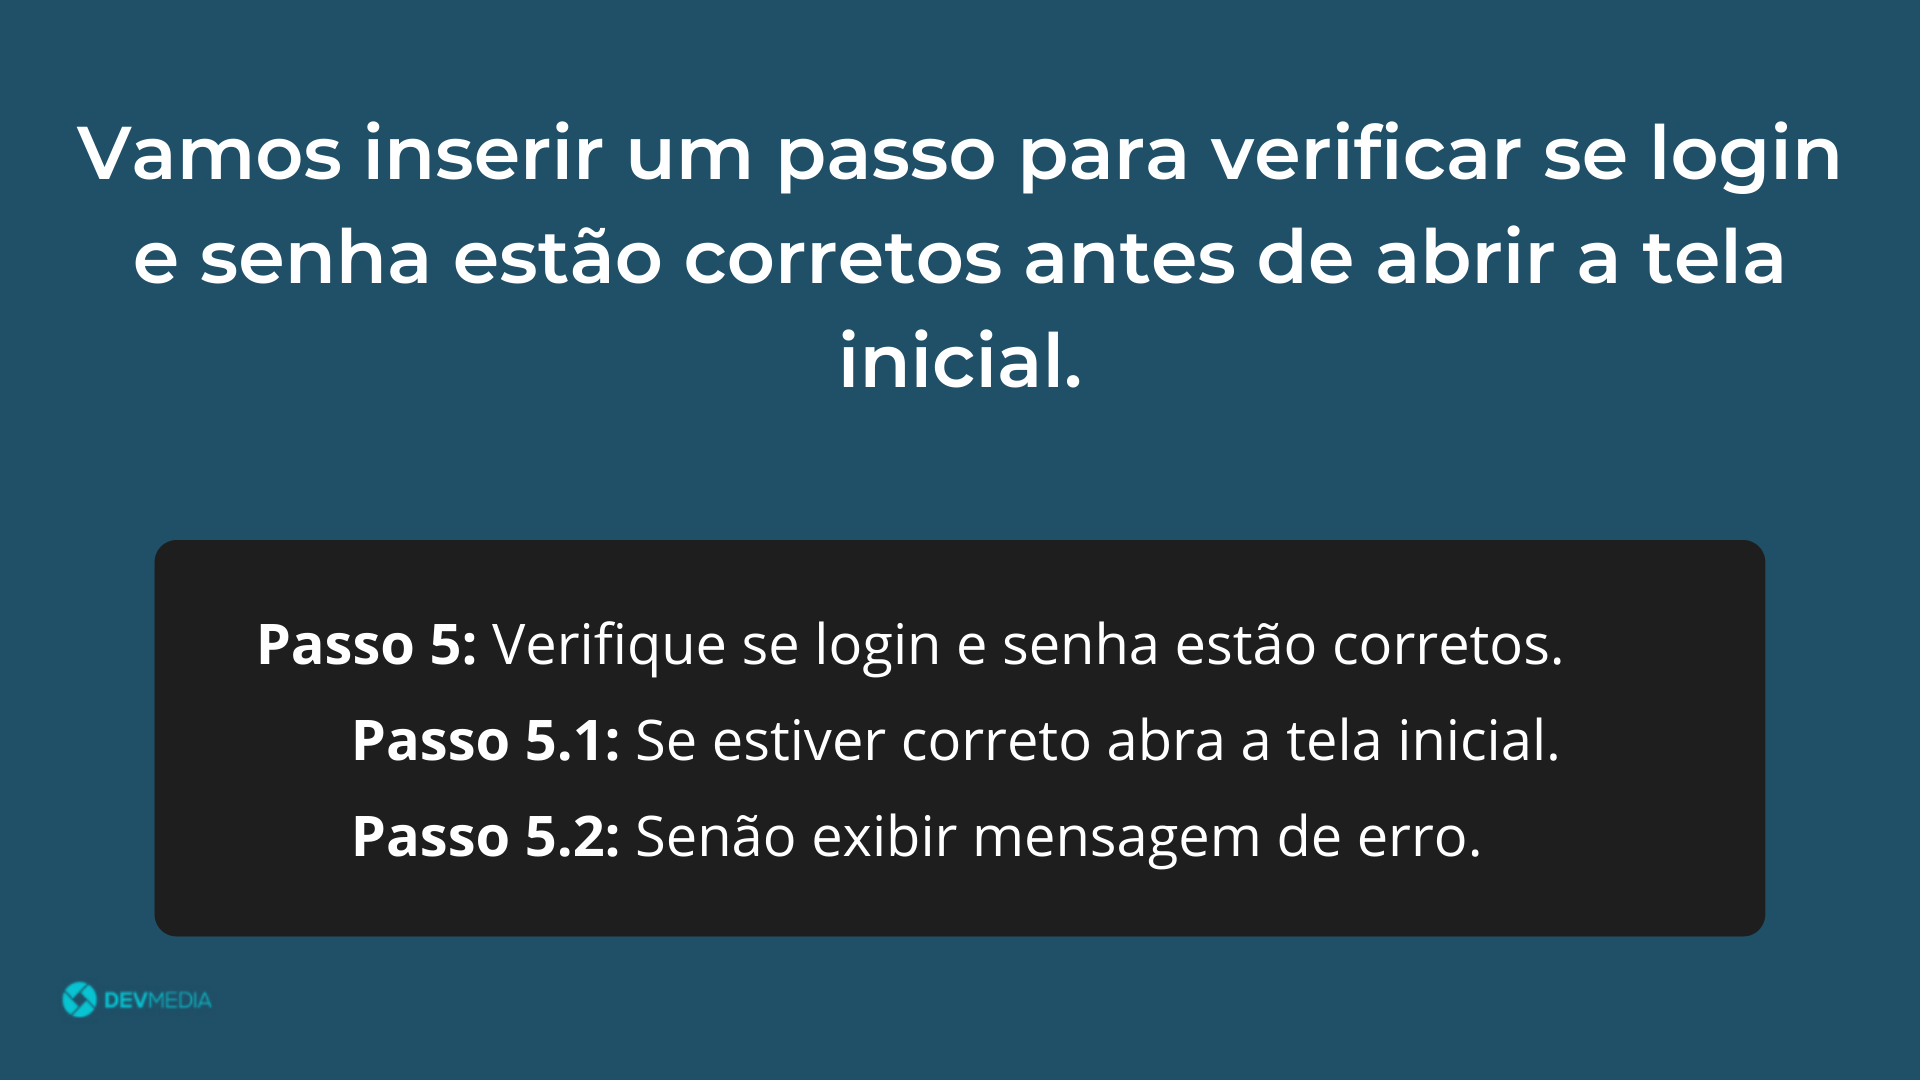 Vamos inserir um passo para verificar se login
e senha estão corretos antes de abrir a tela
inicial.
Passo 5: Verifique se login e senha estão corretos.
Passo 5.1: Se estiver correto abra a tela inicial.
Passo 5.2: Senão exibir mensagem de erro.
DEVMEDIA